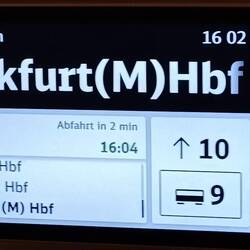 16 02
kfurt(M)Hbf
Abfahrt in 2 min
16:04
Hbf
Hbf
(M) Hbf
↑ 10
9